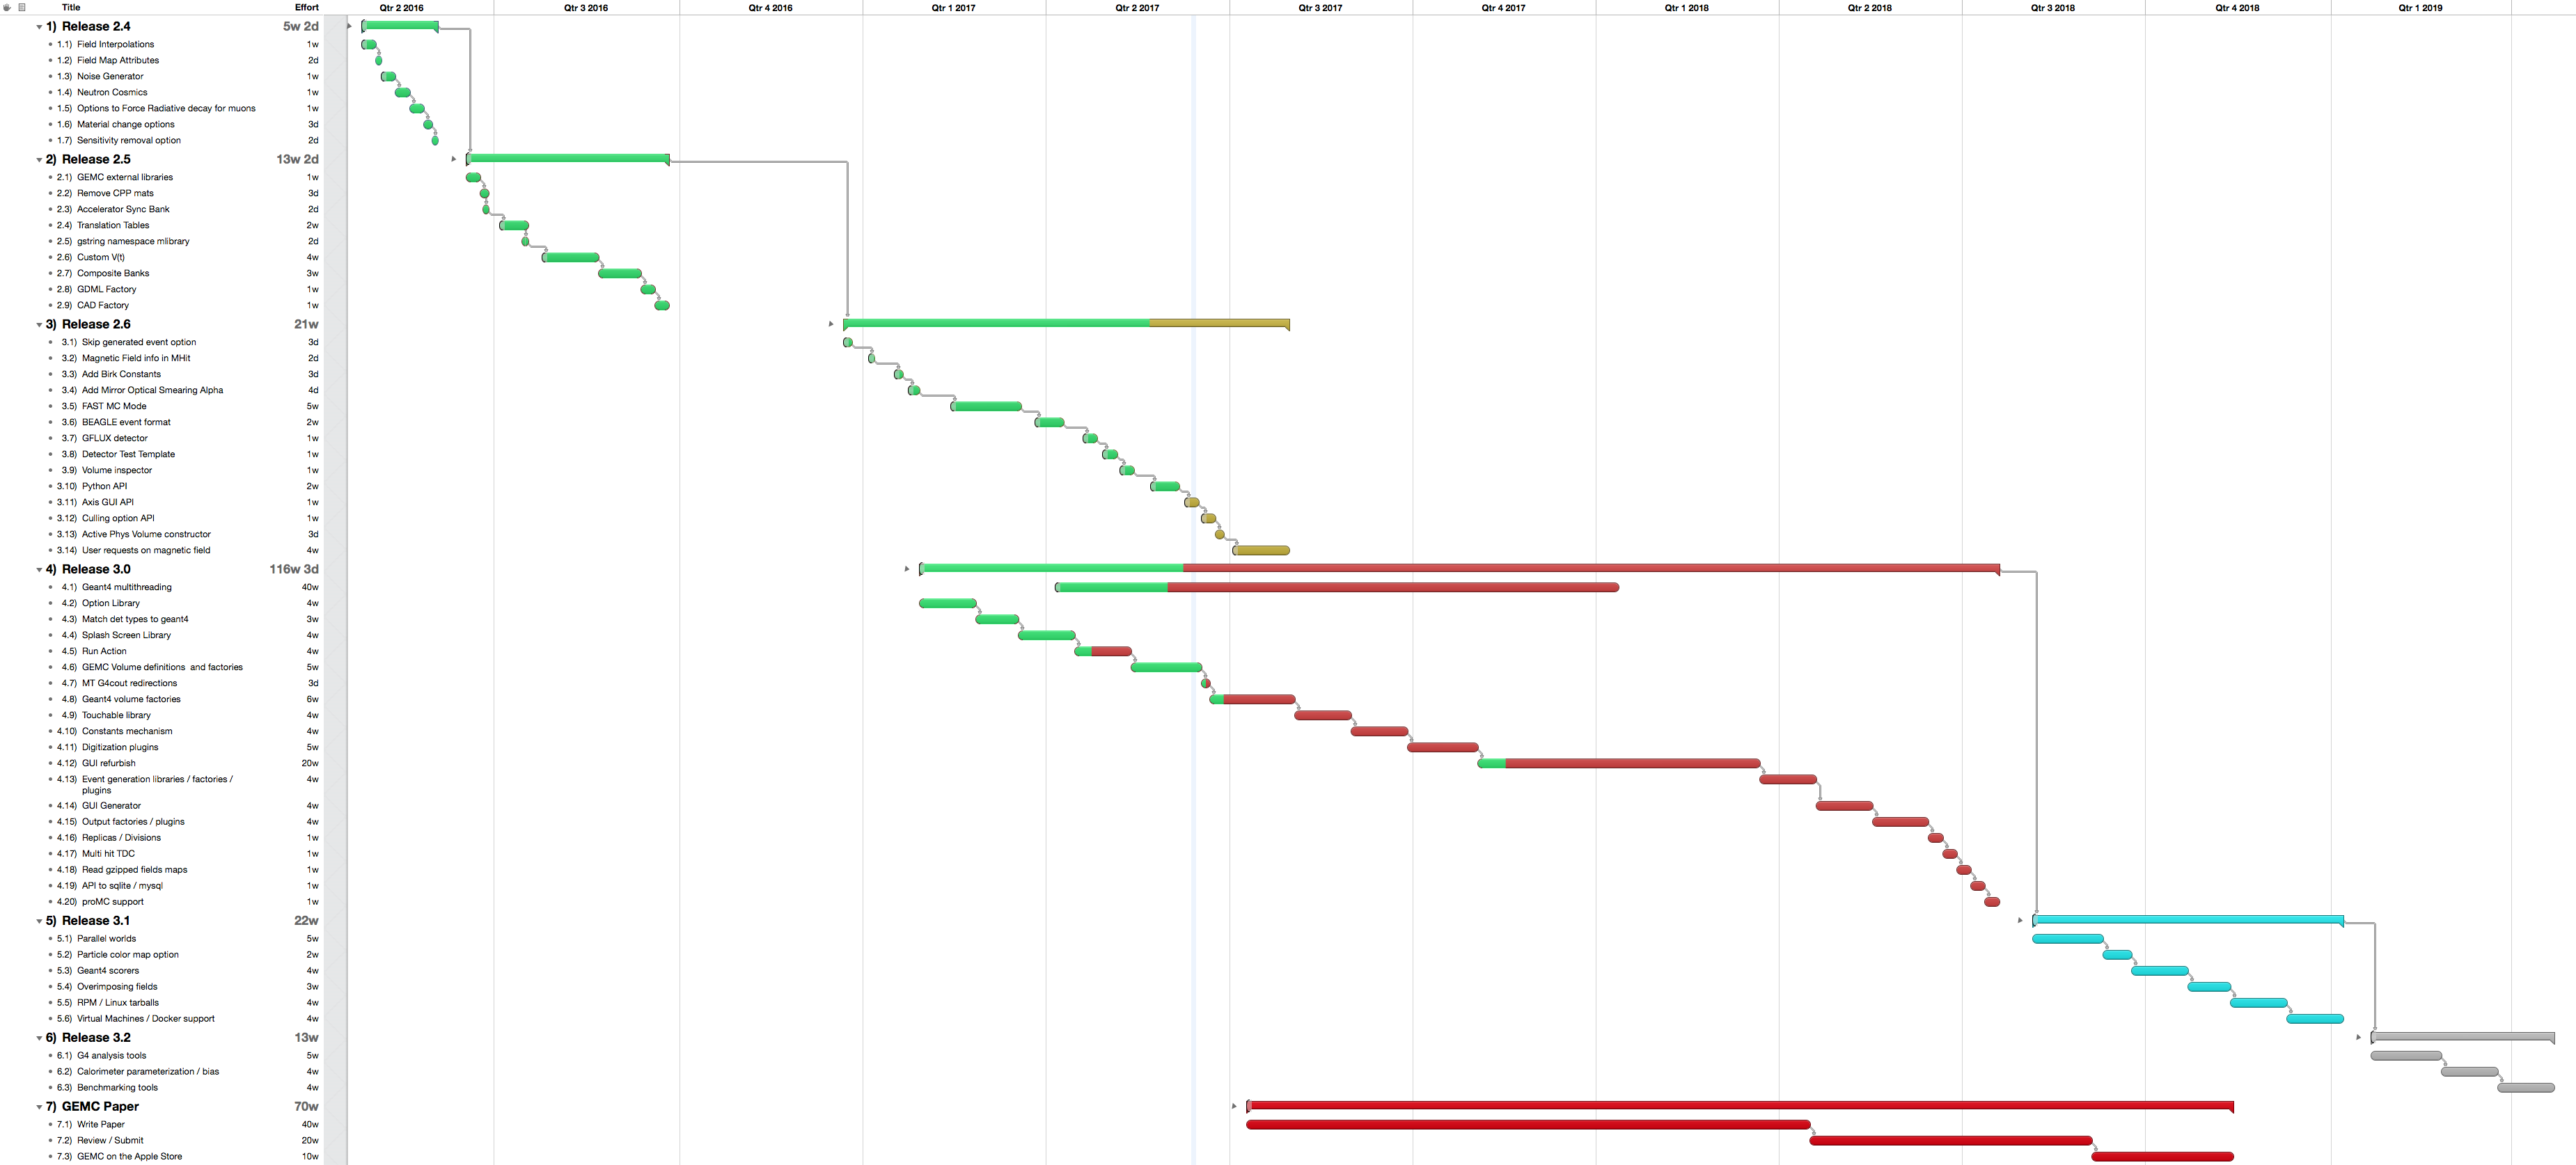 Title Effort Qtr 2 2016 Qtr 3 2016 Qtr 4 2016 Qtr 1 2017 Qtr 2 2017 Qtr 3 2017 Qtr 4 2017 Qtr 1 2018 Qtr 2 2018 Qtr 3 2018 Qtr 4 2018 Qtr 1 2019
1) Release 2.4 5w 2d
1.1) Field Interpolations 1w
1.2) Field Map Attributes 2d
1.3) Noise Generator 1w
1.4) Neutron Cosmics 1w
1.5) Options to Force Radiative decay for muons 1w
1.6) Material change options 3d
1.7) Sensitivity removal option 2d
2) Release 2.5 13w 2d
2.1) GEMC external libraries 1w
2.2) Remove CPP mats 3d
2.3) Accelerator Sync Bank 2d
2.4) Translation Tables 2w
2.5) gstring namespace mlibrary 2d
2.6) Custom V(t) 4w
2.7) Composite Banks 3w
2.8) GDML Factory 1w
2.9) CAD Factory 1w
3) Release 2.6 21w
3.1) Skip generated event option 3d
3.2) Magnetic Field info in MHit 2d
3.3) Add Birk Constants 3d
3.4) Add Mirror Optical Smearing Alpha 4d
3.5) FAST MC Mode 5w
3.6) BEAGLE event format 2w
3.7) GFLUX detector 1w
3.8) Detector Test Template 1w
3.9) Volume inspector 1w
3.10) Python API 2w
3.11) Axis GUI API 1w
3.12) Culling option API 1w
3.13) Active Phys Volume constructor 3d
3.14) User requests on magnetic field 4w
4) Release 3.0 116w 3d
4.1) Geant4 multithreading 40w
4.2) Option Library 4w
4.3) Match det types to geant4 3w
4.4) Splash Screen Library 4w
4.5) Run Action 4w
4.6) GEMC Volume definitions and factories 5w
4.7) MT G4cout redirections 3d
4.8) Geant4 volume factories 6w
4.9) Touchable library 4w
4.10) Constants mechanism 4w
4.11) Digitization plugins 5w
4.12) GUI refurbish 20w
4.13) Event generation libraries / factories / 4w
plugins
4.14) GUI Generator 4w
4.15) Output factories / plugins 4w
4.16) Replicas / Divisions 1w
4.17) Multi hit TDC 1w
4.18) Read gzipped fields maps 1w
4.19) API to sqlite / mysql 1w
4.20) proMC support 1w
5) Release 3.1 22w
5.1) Parallel worlds 5w
5.2) Particle color map option 2w
5.3) Geant4 scorers 4w
5.4) Overimposing fields 3w
5.5) RPM / Linux tarballs 4w
5.6) Virtual Machines / Docker support 4w
6) Release 3.2 13w
6.1) G4 analysis tools 5w
6.2) Calorimeter parameterization / bias 4w
6.3) Benchmarking tools 4w
7) GEMC Paper 70w
7.1) Write Paper 40w
7.2) Review / Submit 20w
7.3) GEMC on the Apple Store 10w